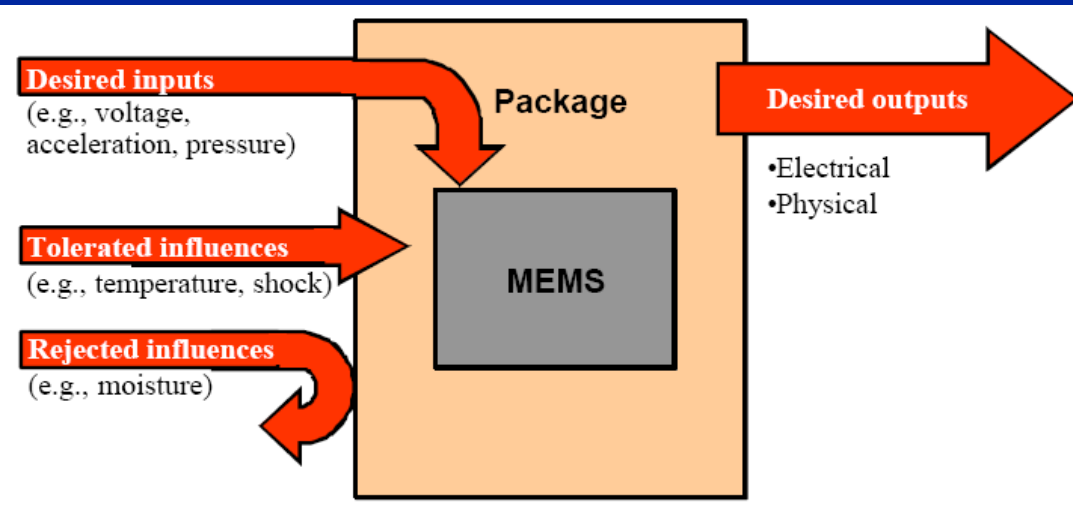 Desired inputs
(e.g., voltage,
acceleration, pressure)
Package
Desired outputs
•Electrical
•Physical
Tolerated influences
(e.g., temperature, shock)
MEMS
Rejected influences
(e.g., moisture)